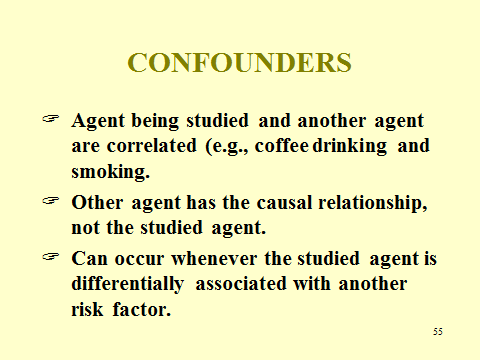 CONFOUNDERS
Agent being studied and another agent
are correlated (e.g., coffee drinking and
smoking.
Other agent has the causal relationship,
not the studied agent.
Can occur whenever the studied agent is
differentially associated with another
risk factor.
55